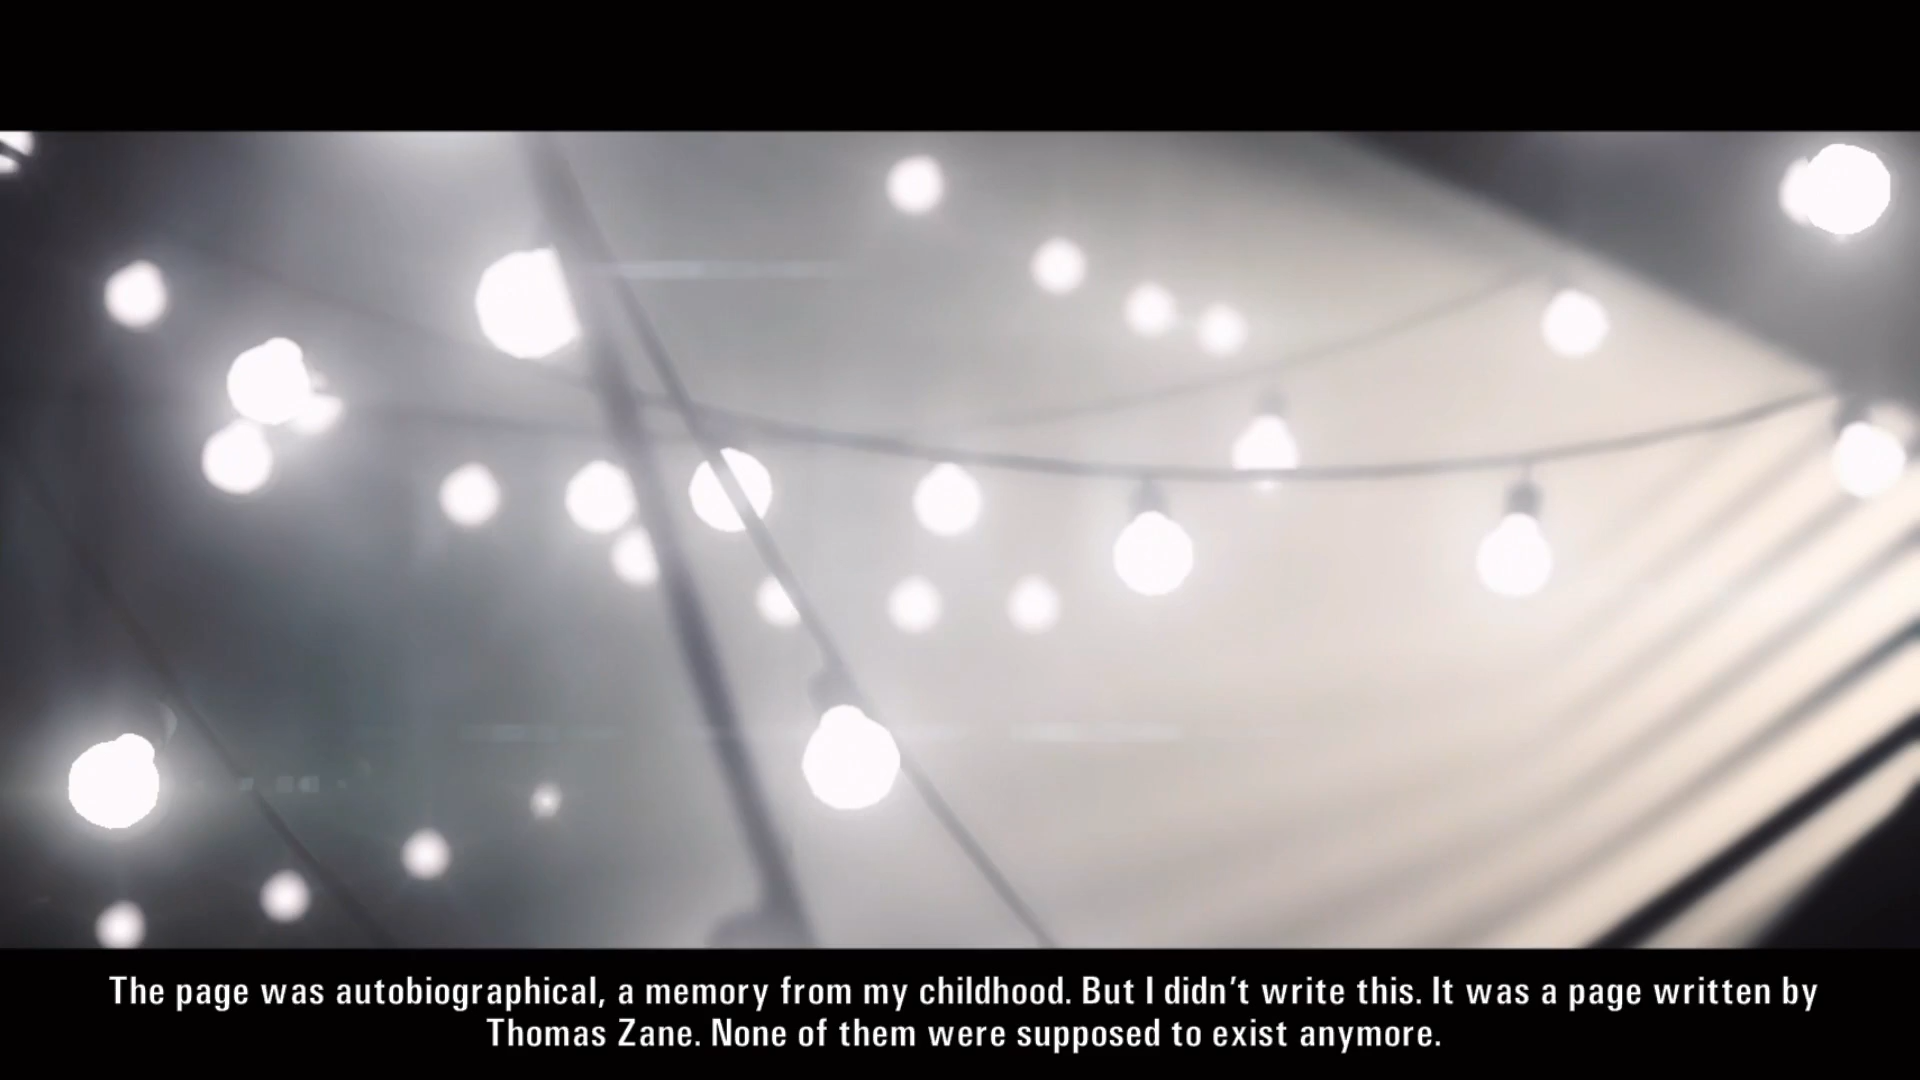 The page was autobiographical, a memory from my childhood. But I didn’t write this. It was a page written by
Thomas Zane. None of them were supposed to exist anymore.